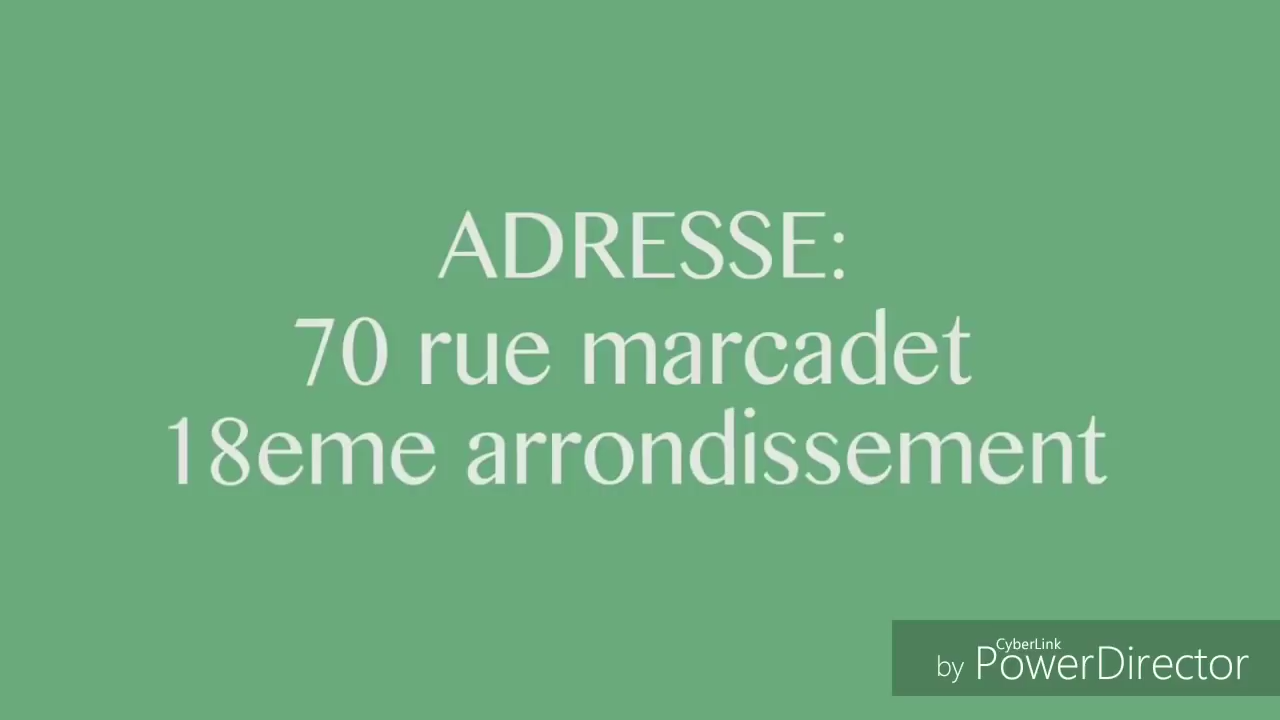 ADRESSE:
70 rue marcadet
18eme arrondissement
CyberLink
by PowerDirector